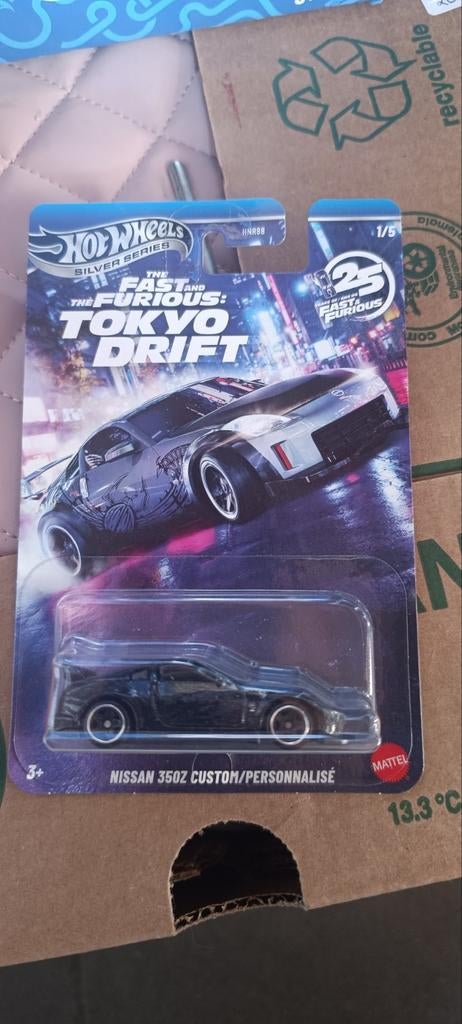 recyclable
HOT WHEELS
SILVER SERIES
HNR88
1/5
THE
FAST AND
THE FURIOUS:
TOKYO
DRIFT
25
FAST &
FURIOUS
3+
NISSAN 350Z CUSTOM/PERSONNALISÉ
MATTEL
13.3°C